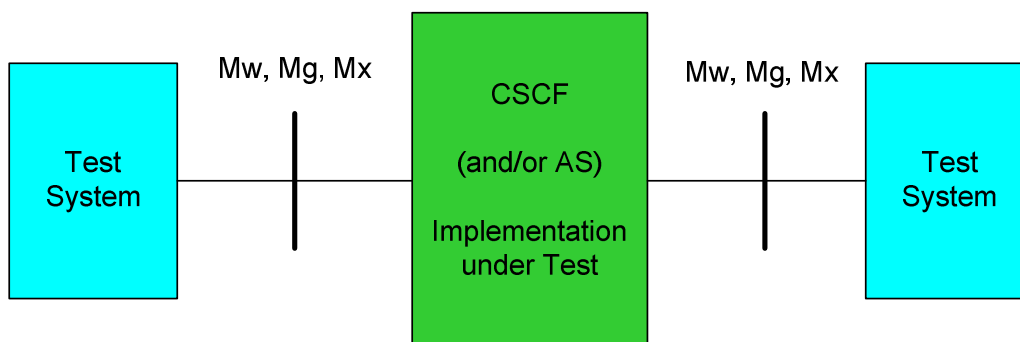 Test
System
Mw, Mg, Mx
CSCF
(and/or AS)
Implementation
under Test
Mw, Mg, Mx
Test
System